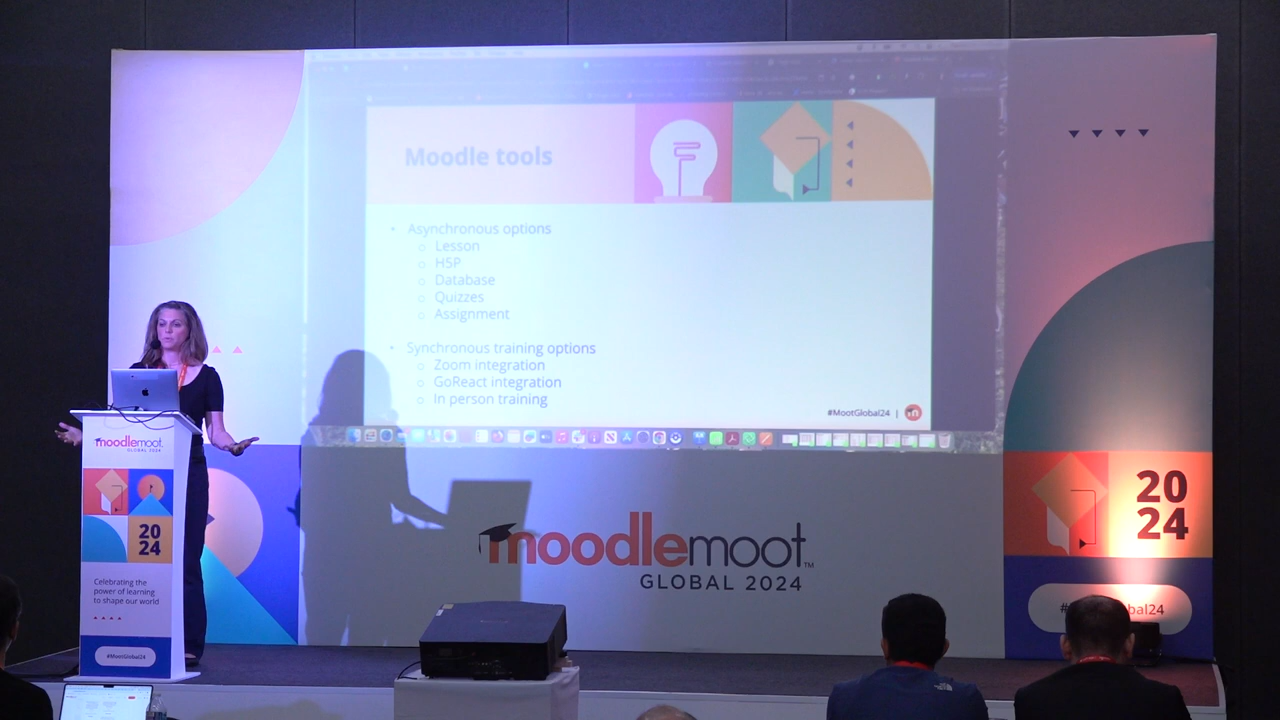 Moodle tools
• Asynchronous options
o Lesson
o H5P
o Database
o Quizzes
o Assignment
• Synchronous training options
o Zoom integration
o GoReact integration
o In person training
#MootGlobal24 |
moodlemoot
GLOBAL 2024
20
24
Celebrating the
power of learning
to shape our world
#MootGlobal24
moodlemoot™
GLOBAL 2024
20
24